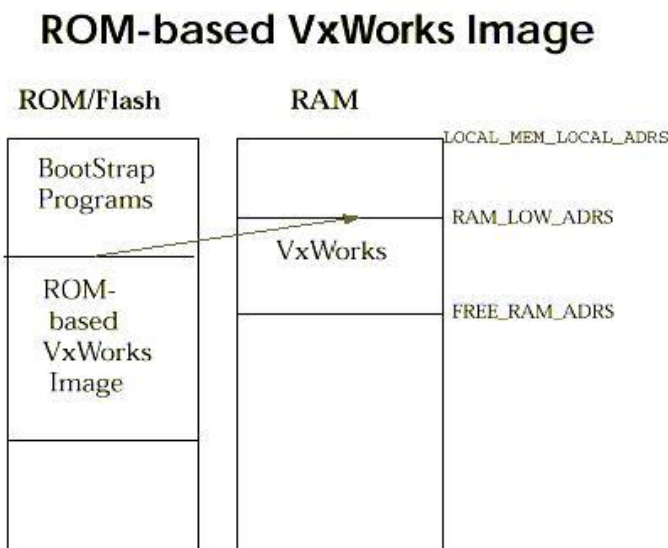 ROM-based VxWorks Image
ROM/Flash
RAM
LOCAL_MEM_LOCAL_ADRS
BootStrap
Programs
RAM_LOW_ADRS
VxWorks
ROM-
based
VxWorks
Image
FREE_RAM_ADRS